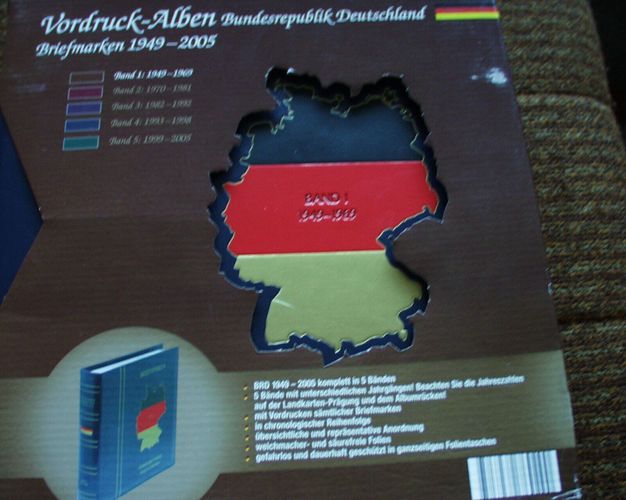 Vordruck-Alben Bundesrepublik Deutschland
Briefmarken 1949-2005
Band 1: 1949-1969
Band 2: 1970-1981
Band 3: 1982-1992
Band 4: 1993-1998
Band 5: 1999-2005
BAND 1
1949-1969
• BRD 1949 – 2005 komplett in 5 Bänden
• 5 Bände mit unterschiedlichen Jahrgängen! Beachten Sie die Jahreszahlen
auf der Landkarten-Prägung und dem Albumrücken!
• mit Vordrucken sämtlicher Briefmarken
• in chronologischer Reihenfolge
• übersichtliche und repräsentative Anordnung
• weichmacher- und säurefreie Folien
• gefahrlos und dauerhaft geschützt in ganzseitigen Folientaschen